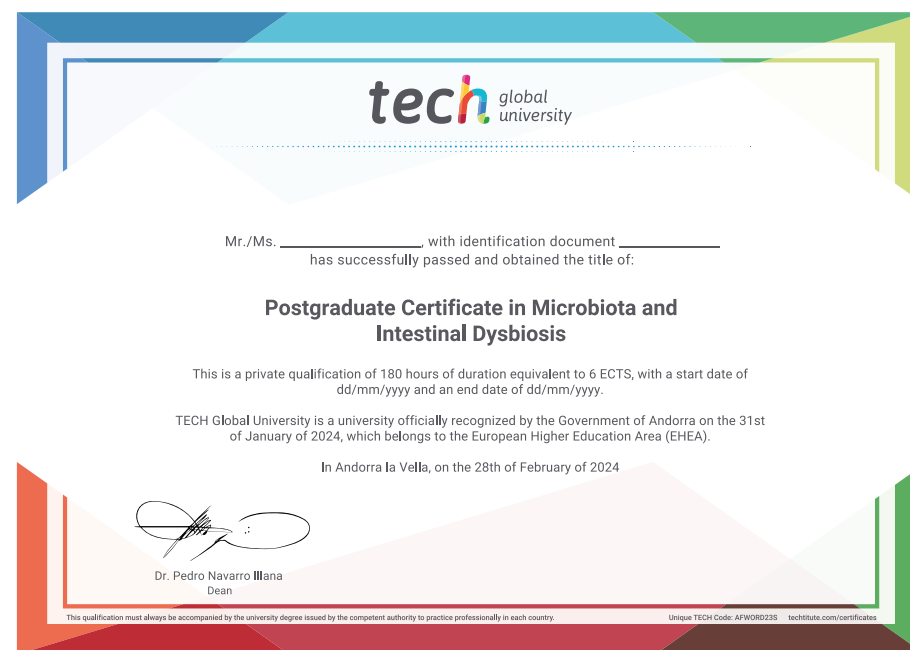 tech global
university
Mr./Ms. ____________, with identification document ____________
has successfully passed and obtained the title of:
Postgraduate Certificate in Microbiota and
Intestinal Dysbiosis
This is a private qualification of 180 hours of duration equivalent to 6 ECTS, with a start date of
dd/mm/yyyy and an end date of dd/mm/yyyy.
TECH Global University is a university officially recognized by the Government of Andorra on the 31st
of January of 2024, which belongs to the European Higher Education Area (EHEA).
In Andorra la Vella, on the 28th of February of 2024
Dr. Pedro Navarro Illana
Dean
This qualification must always be accompanied by the university degree issued by the competent authority to practice professionally in each country.
Unique TECH Code: AFWORD23S techtitute.com/certificates